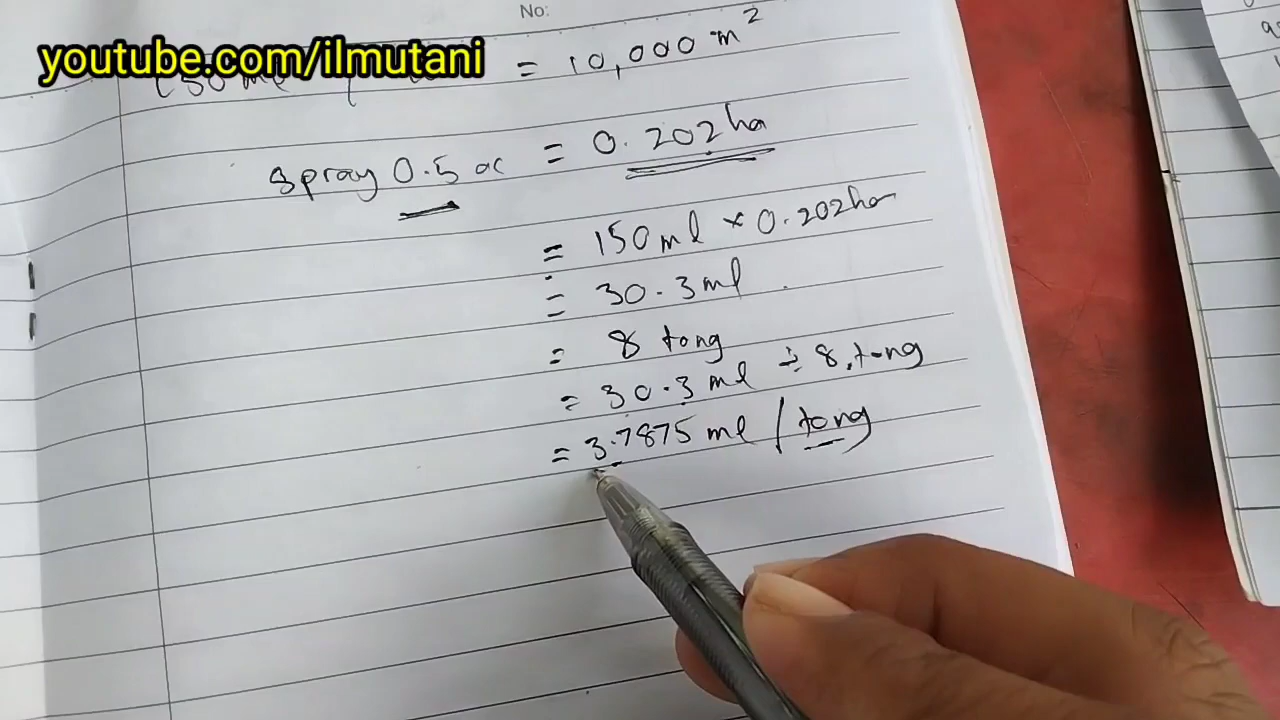 No:
youtube.com/ilmutani
= 10,000 m²
spray 0.5 ac = 0.202 ha
= 150 ml × 0.202 ha
= 30.3 ml
= 8 tong
= 30.3 ml ÷ 8 tong
= 3.7875 ml / tong